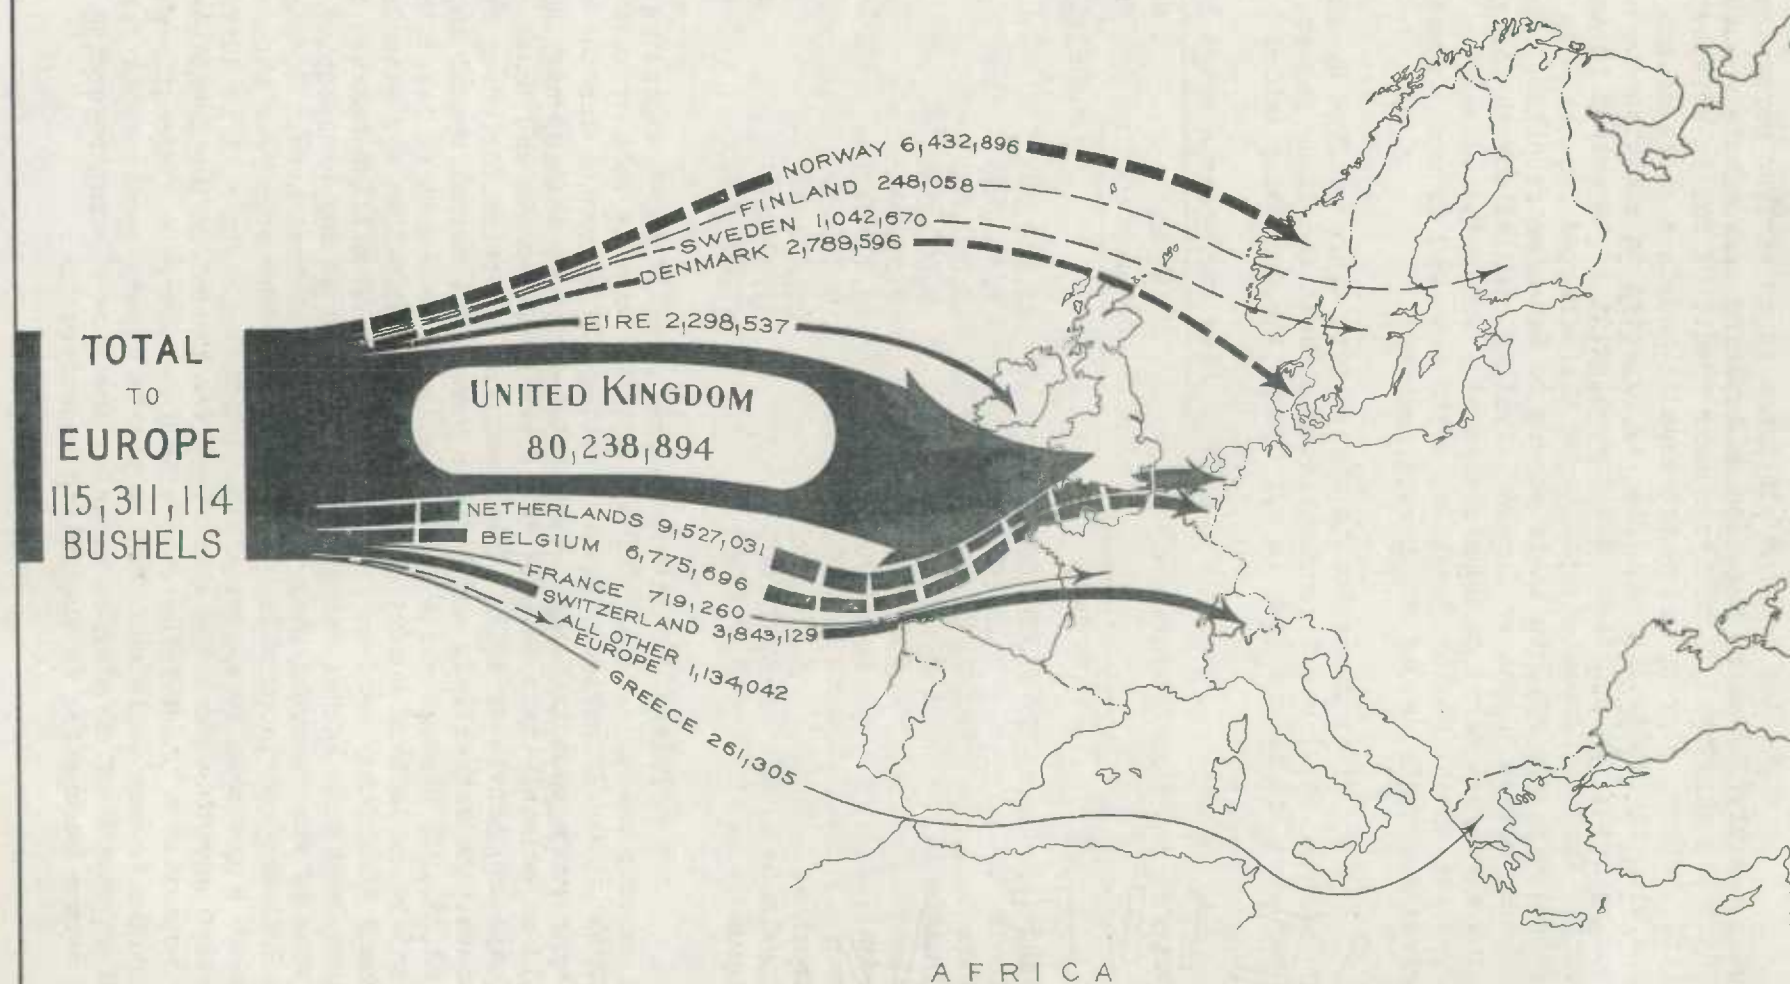 NORWAY 6,432,896
FINLAND 248,058
SWEDEN 1,042,670
DENMARK 2,789,596
EIRE 2,298,537
TOTAL
TO
EUROPE
115,311,114
BUSHELS
UNITED KINGDOM
80,238,894
NETHERLANDS 9,527,031
BELGIUM 6,775,696
FRANCE 719,260
SWITZERLAND 3,843,129
ALL OTHER
EUROPE 1,134,042
GREECE 261,305
AFRICA